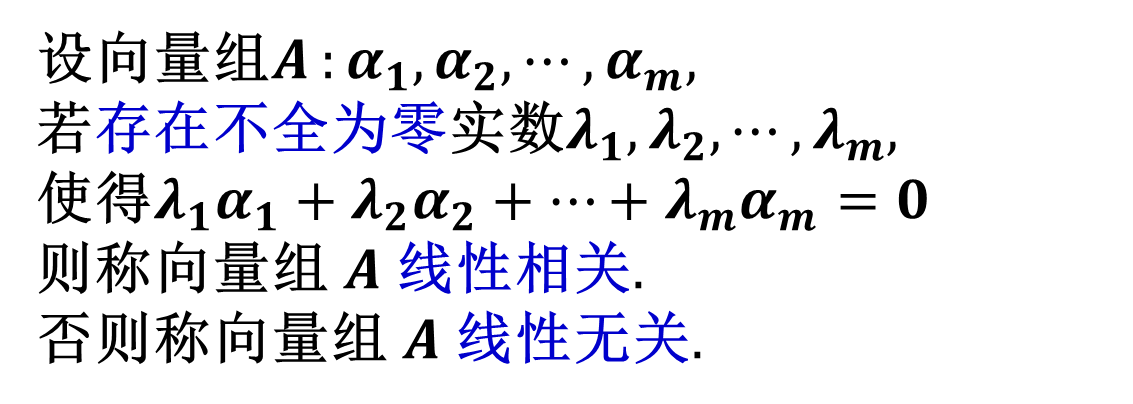 设向量组A：α₁, α₂, ⋯ , αₘ,
若存在不全为零实数λ₁, λ₂, ⋯ , λₘ,
使得λ₁α₁ + λ₂α₂ + ⋯ + λₘαₘ = 0
则称向量组 A 线性相关.
否则称向量组 A 线性无关.